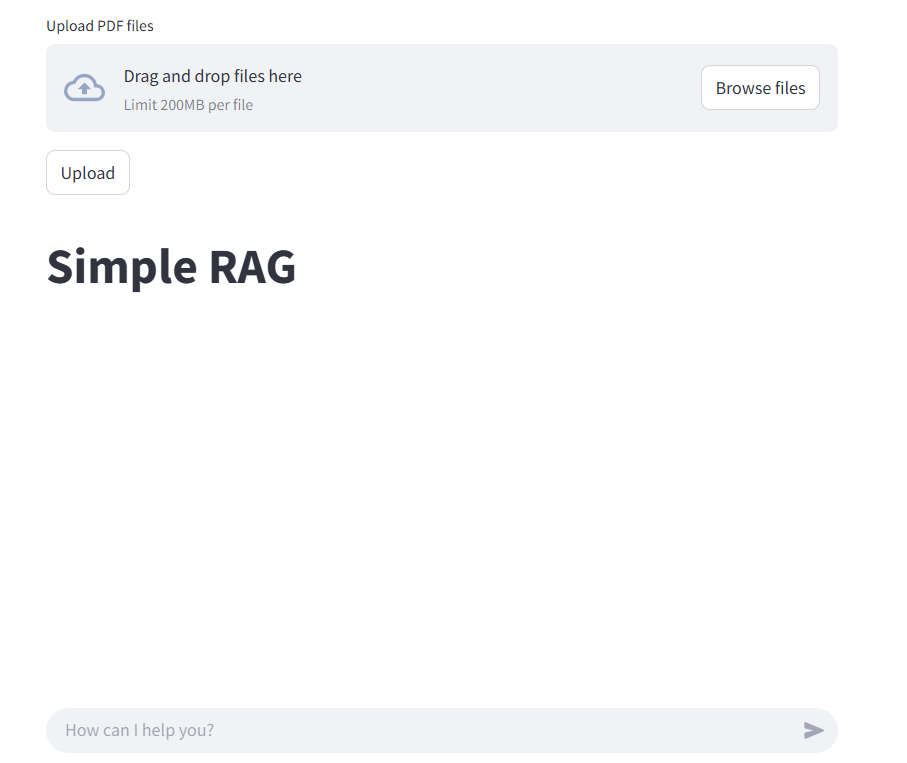 Upload PDF files
Drag and drop files here
Limit 200MB per file
Browse files
Upload
Simple RAG
How can I help you?